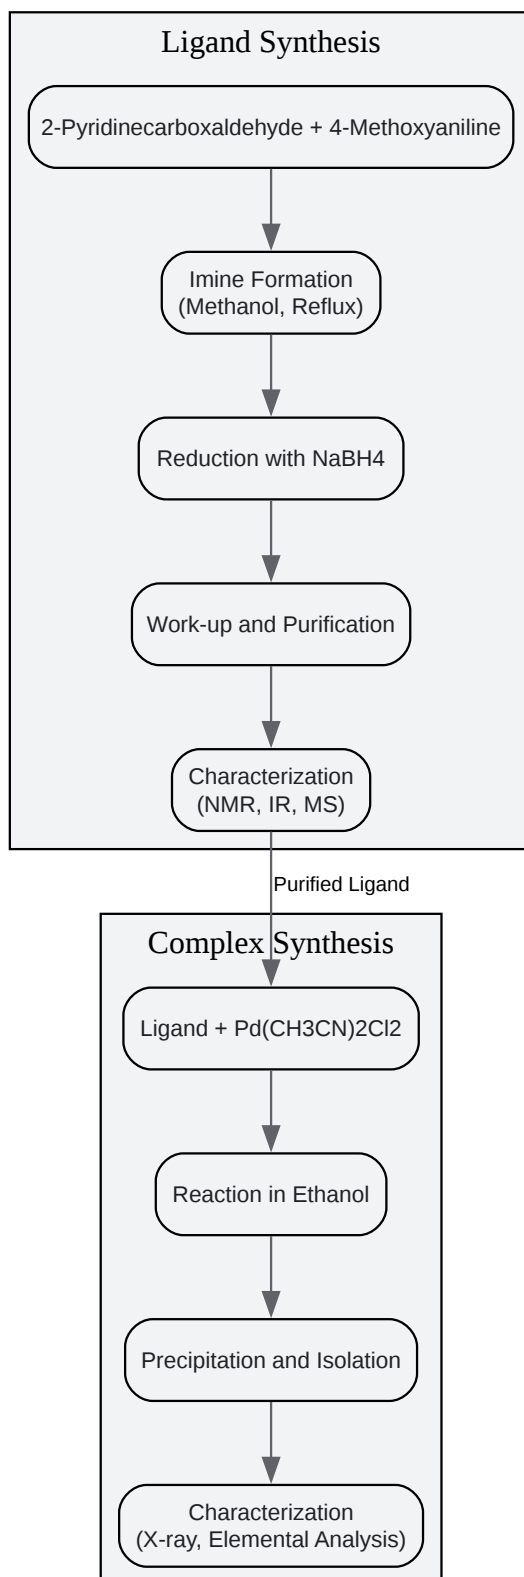 Ligand Synthesis
2-Pyridinecarboxaldehyde + 4-Methoxyaniline
Imine Formation
(Methanol, Reflux)
Reduction with NaBH4
Work-up and Purification
Characterization
(NMR, IR, MS)
Purified Ligand
Complex Synthesis
Ligand + Pd(CH3CN)2Cl2
Reaction in Ethanol
Precipitation and Isolation
Characterization
(X-ray, Elemental Analysis)